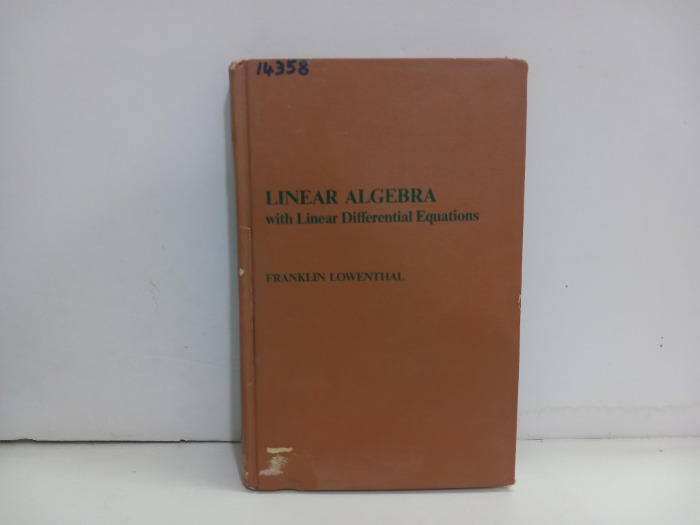 14358
LINEAR ALGEBRA
with Linear Differential Equations
FRANKLIN LOWENTHAL